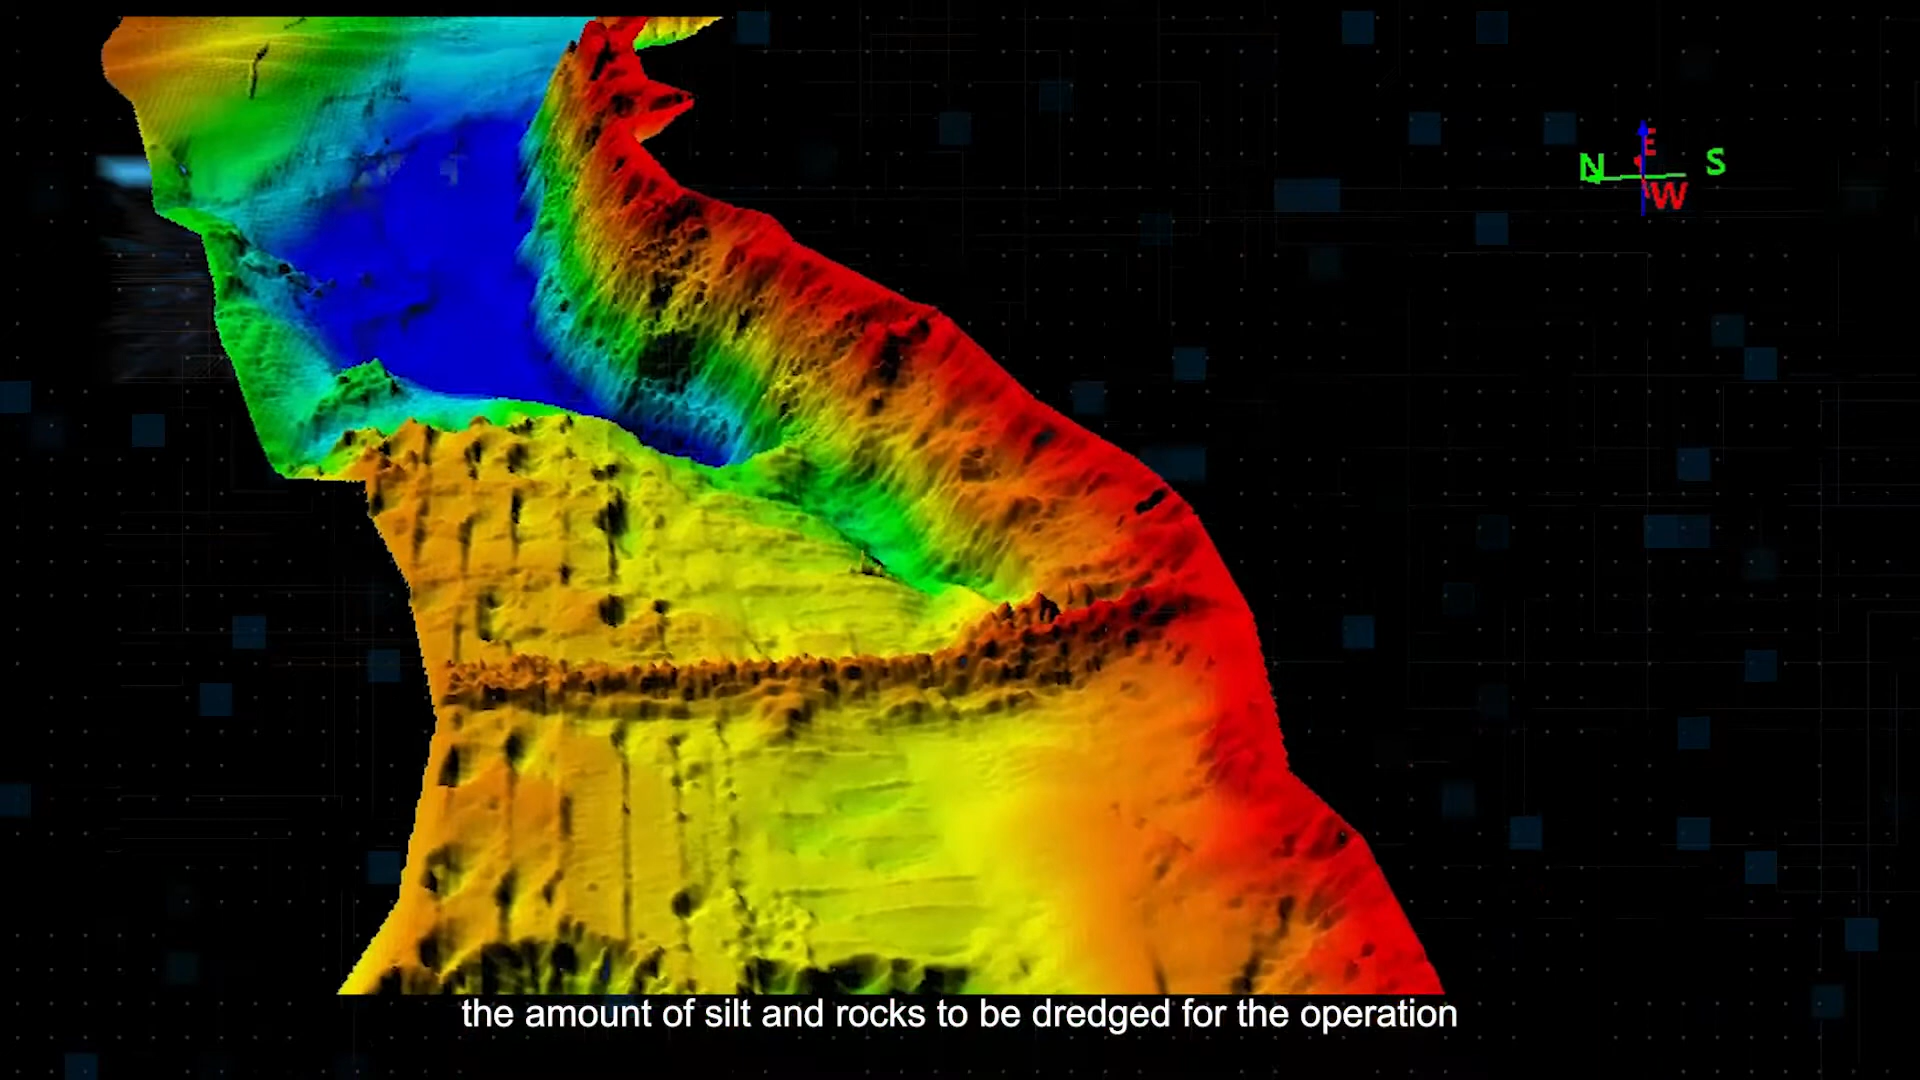 E
N
S
W
the amount of silt and rocks to be dredged for the operation